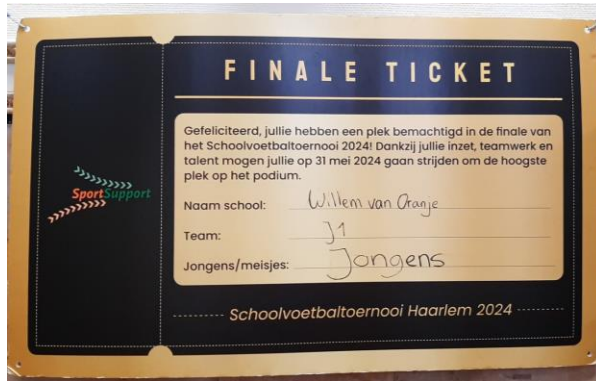 FINALE TICKET
Gefeliciteerd, jullie hebben een plek bemachtigd in de finale van
het Schoolvoetbaltoernooi 2024! Dankzij jullie inzet, teamwerk en
talent mogen jullie op 31 mei 2024 gaan strijden om de hoogste
plek op het podium.
SportSupport
Naam school: Willem van Oranje
Team: J1
Jongens/meisjes: Jongens
Schoolvoetbaltoernooi Haarlem 2024